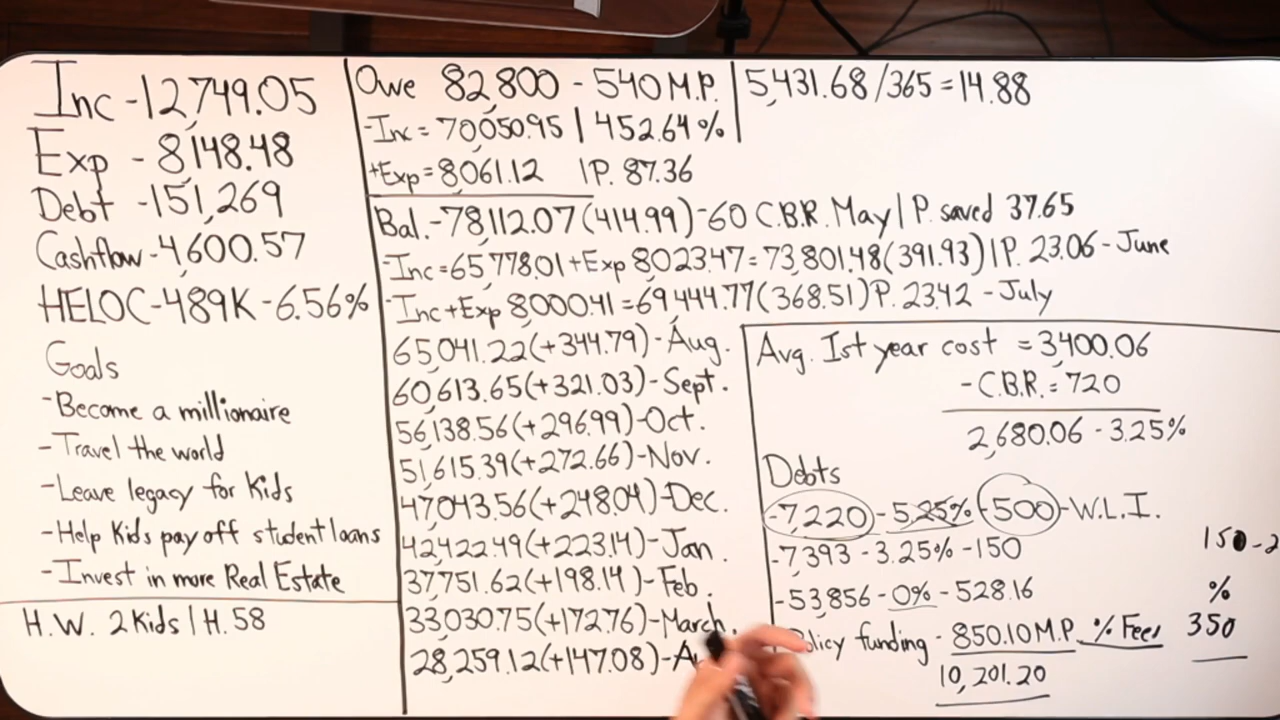 Inc -12,749.05
Exp - 8,148.48
Debt -151,269
Cashflow -4,600.57
HELOC-489K -6.56%
Goals
-Become a millionaire
-Travel the world
-Leave legacy for Kids
-Help Kids pay off student loans
-Invest in more Real Estate
H.W. 2Kids | H.58
Owe 82,800 - 540 M.P.
-Inc = 70,050.95 | 452.64%
+Exp = 8,061.12 | P. 87.36
5,431.68/365 = 14.88
Bal. -78,112.07(414.99) -60 C.B.R. May | P. saved 37.65
-Inc = 65,778.01 + Exp 8,023.47 = 73,801.48(391.93) | P. 23.06 - June
-Inc + Exp 8,000.41 = 69,444.77(368.51) P. 23.42 - July
65,041.22(+344.79) - Aug.
60,613.65(+321.03) - Sept.
56,138.56(+296.99) - Oct.
51,615.39(+272.66) - Nov.
47,043.56(+248.04) - Dec.
42,422.49(+223.14) - Jan.
37,751.62(+198.14) - Feb.
33,030.75(+172.76) - March.
28,259.12(+147.08) - A
Avg. 1st year cost = 3,400.06
- C.B.R. = 720
2,680.06 - 3.25%
Debts
-7,220 - 5.25% - 500 - W.L.I.
-7,393 - 3.25% - 150
-53,856 - 0% - 528.16
Policy funding - 850.10 M.P. % Fees 350
10,201.20
%